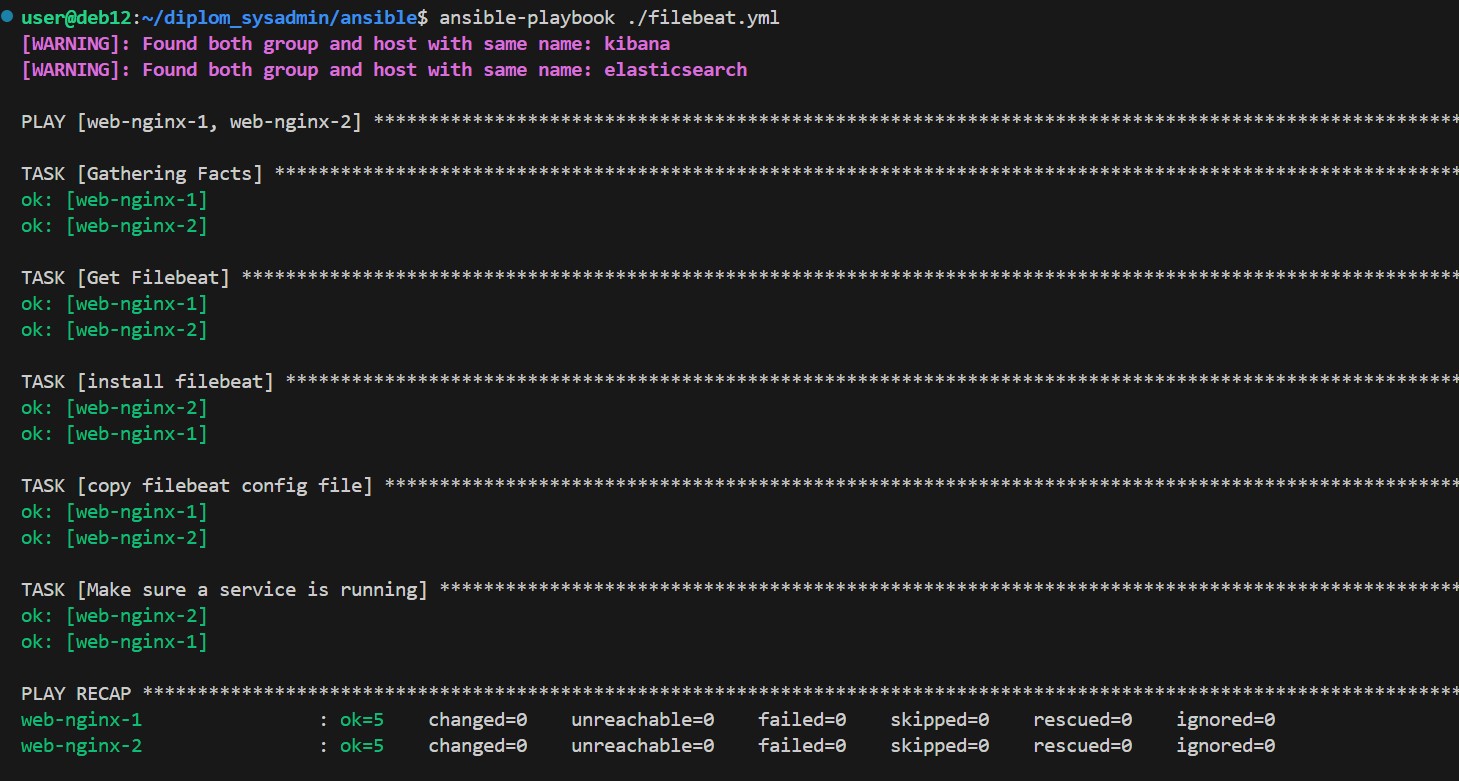 user@deb12:~/diplom_sysadmin/ansible$ ansible-playbook ./filebeat.yml
[WARNING]: Found both group and host with same name: kibana
[WARNING]: Found both group and host with same name: elasticsearch
PLAY [web-nginx-1, web-nginx-2] ***************************************************************************************************
TASK [Gathering Facts] ************************************************************************************************************
ok: [web-nginx-1]
ok: [web-nginx-2]
TASK [Get Filebeat] ***************************************************************************************************************
ok: [web-nginx-1]
ok: [web-nginx-2]
TASK [install filebeat] ***********************************************************************************************************
ok: [web-nginx-2]
ok: [web-nginx-1]
TASK [copy filebeat config file] **************************************************************************************************
ok: [web-nginx-1]
ok: [web-nginx-2]
TASK [Make sure a service is running] *********************************************************************************************
ok: [web-nginx-2]
ok: [web-nginx-1]
PLAY RECAP ************************************************************************************************************************
web-nginx-1 : ok=5 changed=0 unreachable=0 failed=0 skipped=0 rescued=0 ignored=0
web-nginx-2 : ok=5 changed=0 unreachable=0 failed=0 skipped=0 rescued=0 ignored=0